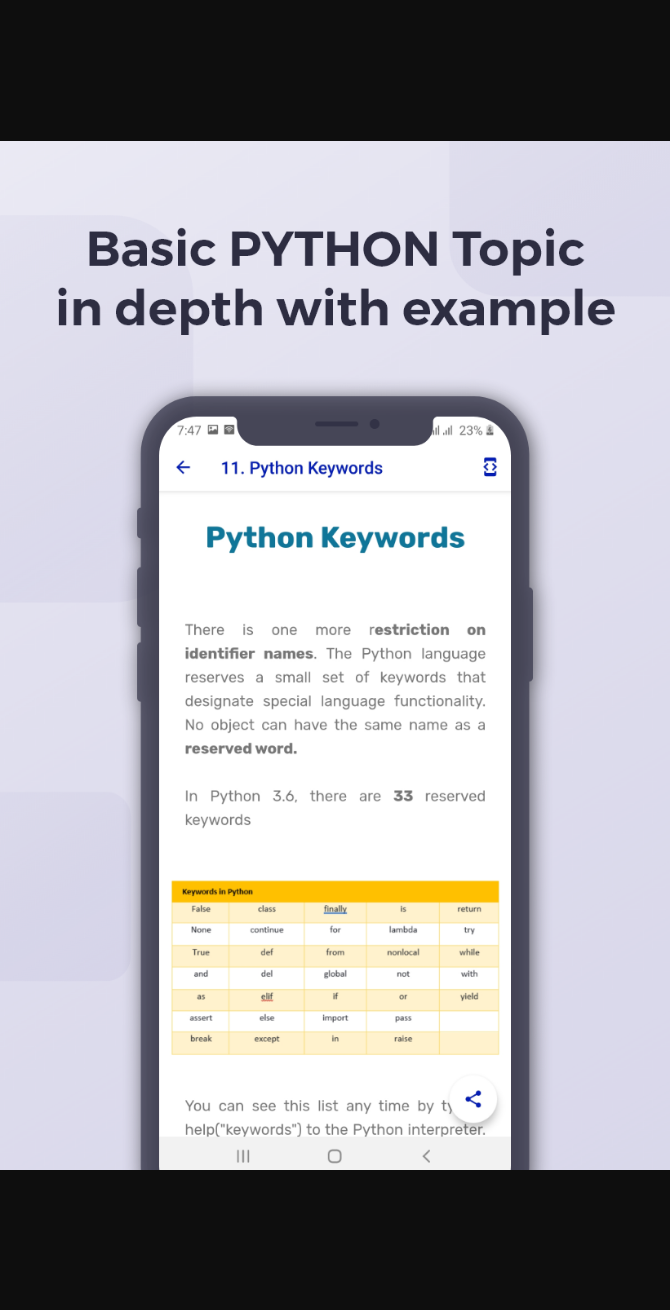 Basic PYTHON Topic
in depth with example
7:47
23%
11. Python Keywords
Python Keywords
There is one more restriction on
identifier names. The Python language
reserves a small set of keywords that
designate special language functionality.
No object can have the same name as a
reserved word.
In Python 3.6, there are 33 reserved
keywords
Keywords in Python
False class finally is return
None continue for lambda try
True def from nonlocal while
and del global not with
as elif if or yield
assert else import pass
break except in raise
You can see this list any time by
help("keywords") to the Python interpreter.